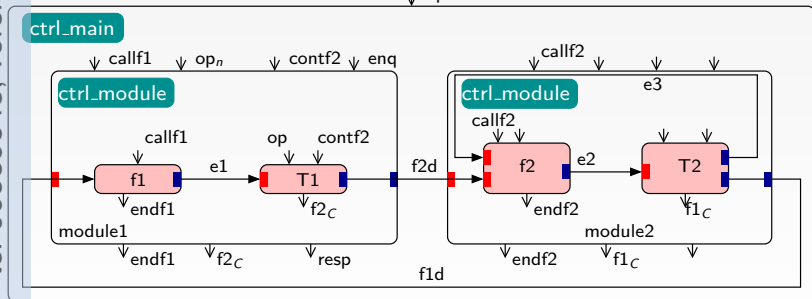 ctrl_main
callf1 opₙ contf2 enq
callf2
ctrl_module
ctrl_module
e3
callf2
callf1 op contf2
f1 e1 T1 f2d f2 e2 T2
endf1 f2_C endf2 f1_C
module1 module2
endf1 f2_C resp endf2 f1_C
f1d